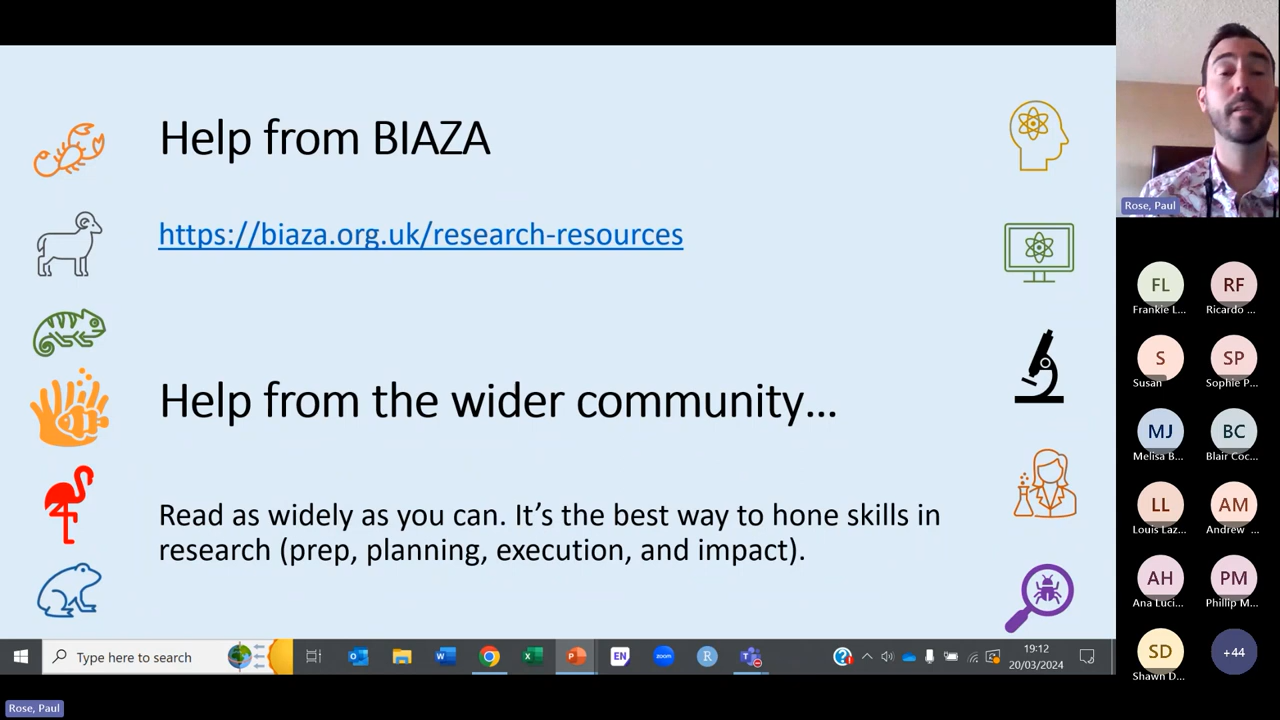 Help from BIAZA
https://biaza.org.uk/research-resources
Help from the wider community…
Read as widely as you can. It’s the best way to hone skills in
research (prep, planning, execution, and impact).
Type here to search
EN
zoom
R
19:12
20/03/2024
Rose, Paul
FL
Frankie L...
RF
Ricardo ...
S
Susan
SP
Sophie P...
MJ
Melisa B...
BC
Blair Coc...
LL
Louis Laz...
AM
Andrew ...
AH
Ana Luci...
PM
Phillip M...
SD
Shawn D...
+44
Rose, Paul